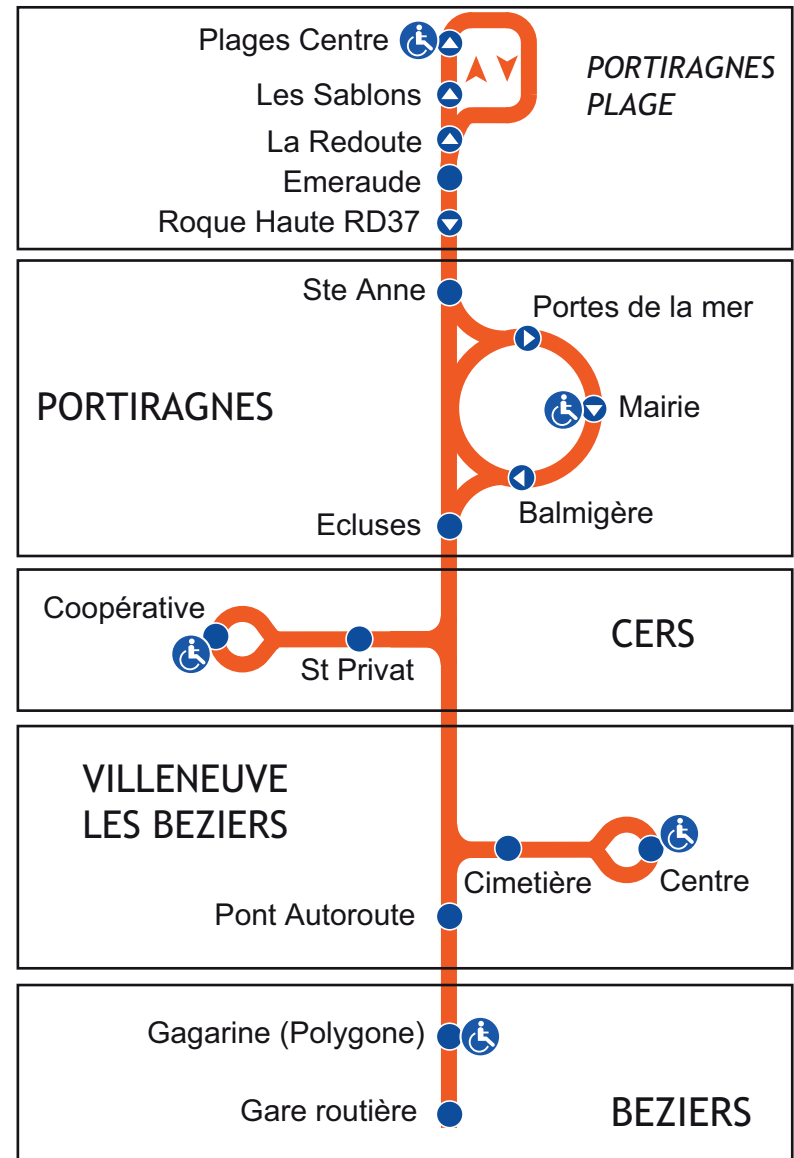 Plages Centre
Les Sablons
La Redoute
Emeraude
Roque Haute RD37
PORTIRAGNES
PLAGE
Ste Anne
Portes de la mer
PORTIRAGNES
Mairie
Balmigère
Ecluses
Coopérative
St Privat
CERS
VILLENEUVE
LES BEZIERS
Cimetière
Centre
Pont Autoroute
Gagarine (Polygone)
Gare routière
BEZIERS